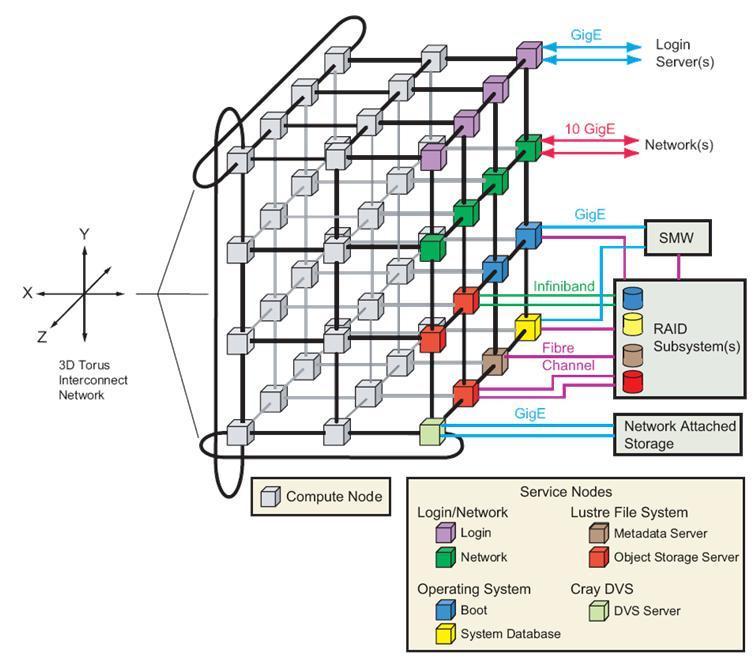 GigE
Login
Server(s)
10 GigE
Network(s)
GigE
SMW
Y
X
Z
3D Torus
Interconnect
Network
Infiniband
RAID
Subsystem(s)
Fibre
Channel
GigE
Network Attached
Storage
Compute Node
Service Nodes
Login/Network
Login
Network
Lustre File System
Metadata Server
Object Storage Server
Operating System
Boot
System Database
Cray DVS
DVS Server